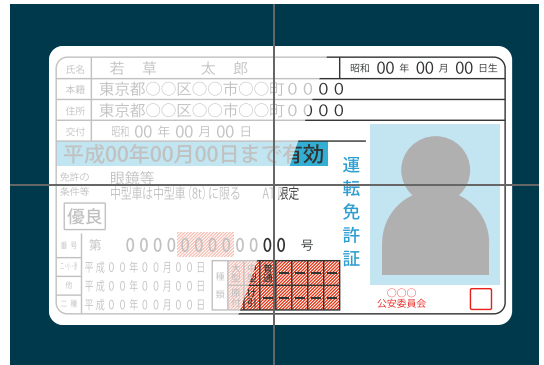 氏名 若草 太郎 昭和 00 年 00 月 00 日生
本籍 東京都○○区○○市○○町0000
住所 東京都○○区○○市○○町0000
交付 昭和 00 年 00 月 00 日
平成00年00月00日まで有効
免許の 眼鏡等
条件等 中型車は中型車(8t)に限る AT限定
優良
番号 第 000000000000 号
二・小・原 平成00年00月00日
他 平成00年00月00日
二種 平成00年00月00日
種類 大型 中型 普通
運転免許証
○○○
公安委員会